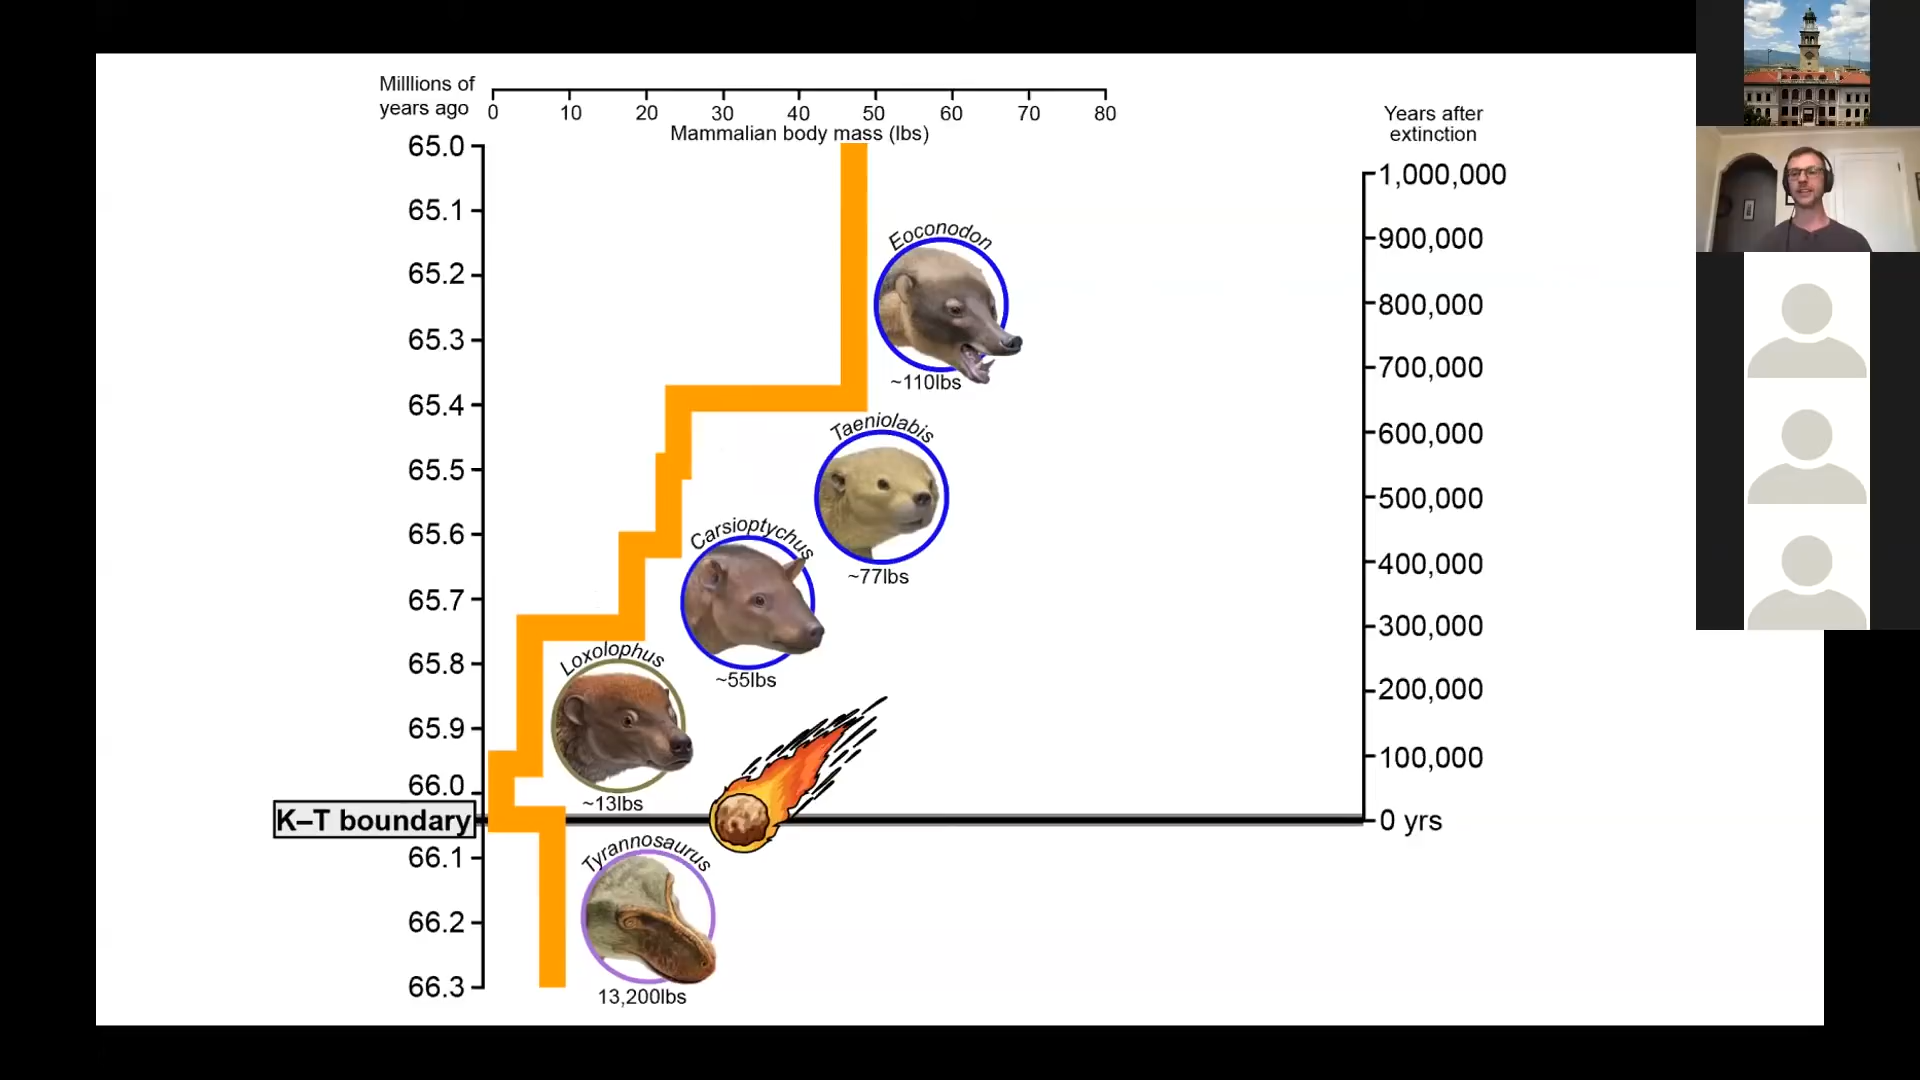 Milllions of
years ago
0 10 20 30 40 50 60 70 80
Mammalian body mass (lbs)
Years after
extinction
65.0
65.1
65.2
65.3
65.4
65.5
65.6
65.7
65.8
65.9
66.0
K–T boundary
66.1
66.2
66.3
Eoconodon
~110lbs
Taeniolabis
~77lbs
Carsioptychus
~55lbs
Loxolophus
~13lbs
Tyrannosaurus
13,200lbs
1,000,000
900,000
800,000
700,000
600,000
500,000
400,000
300,000
200,000
100,000
0 yrs